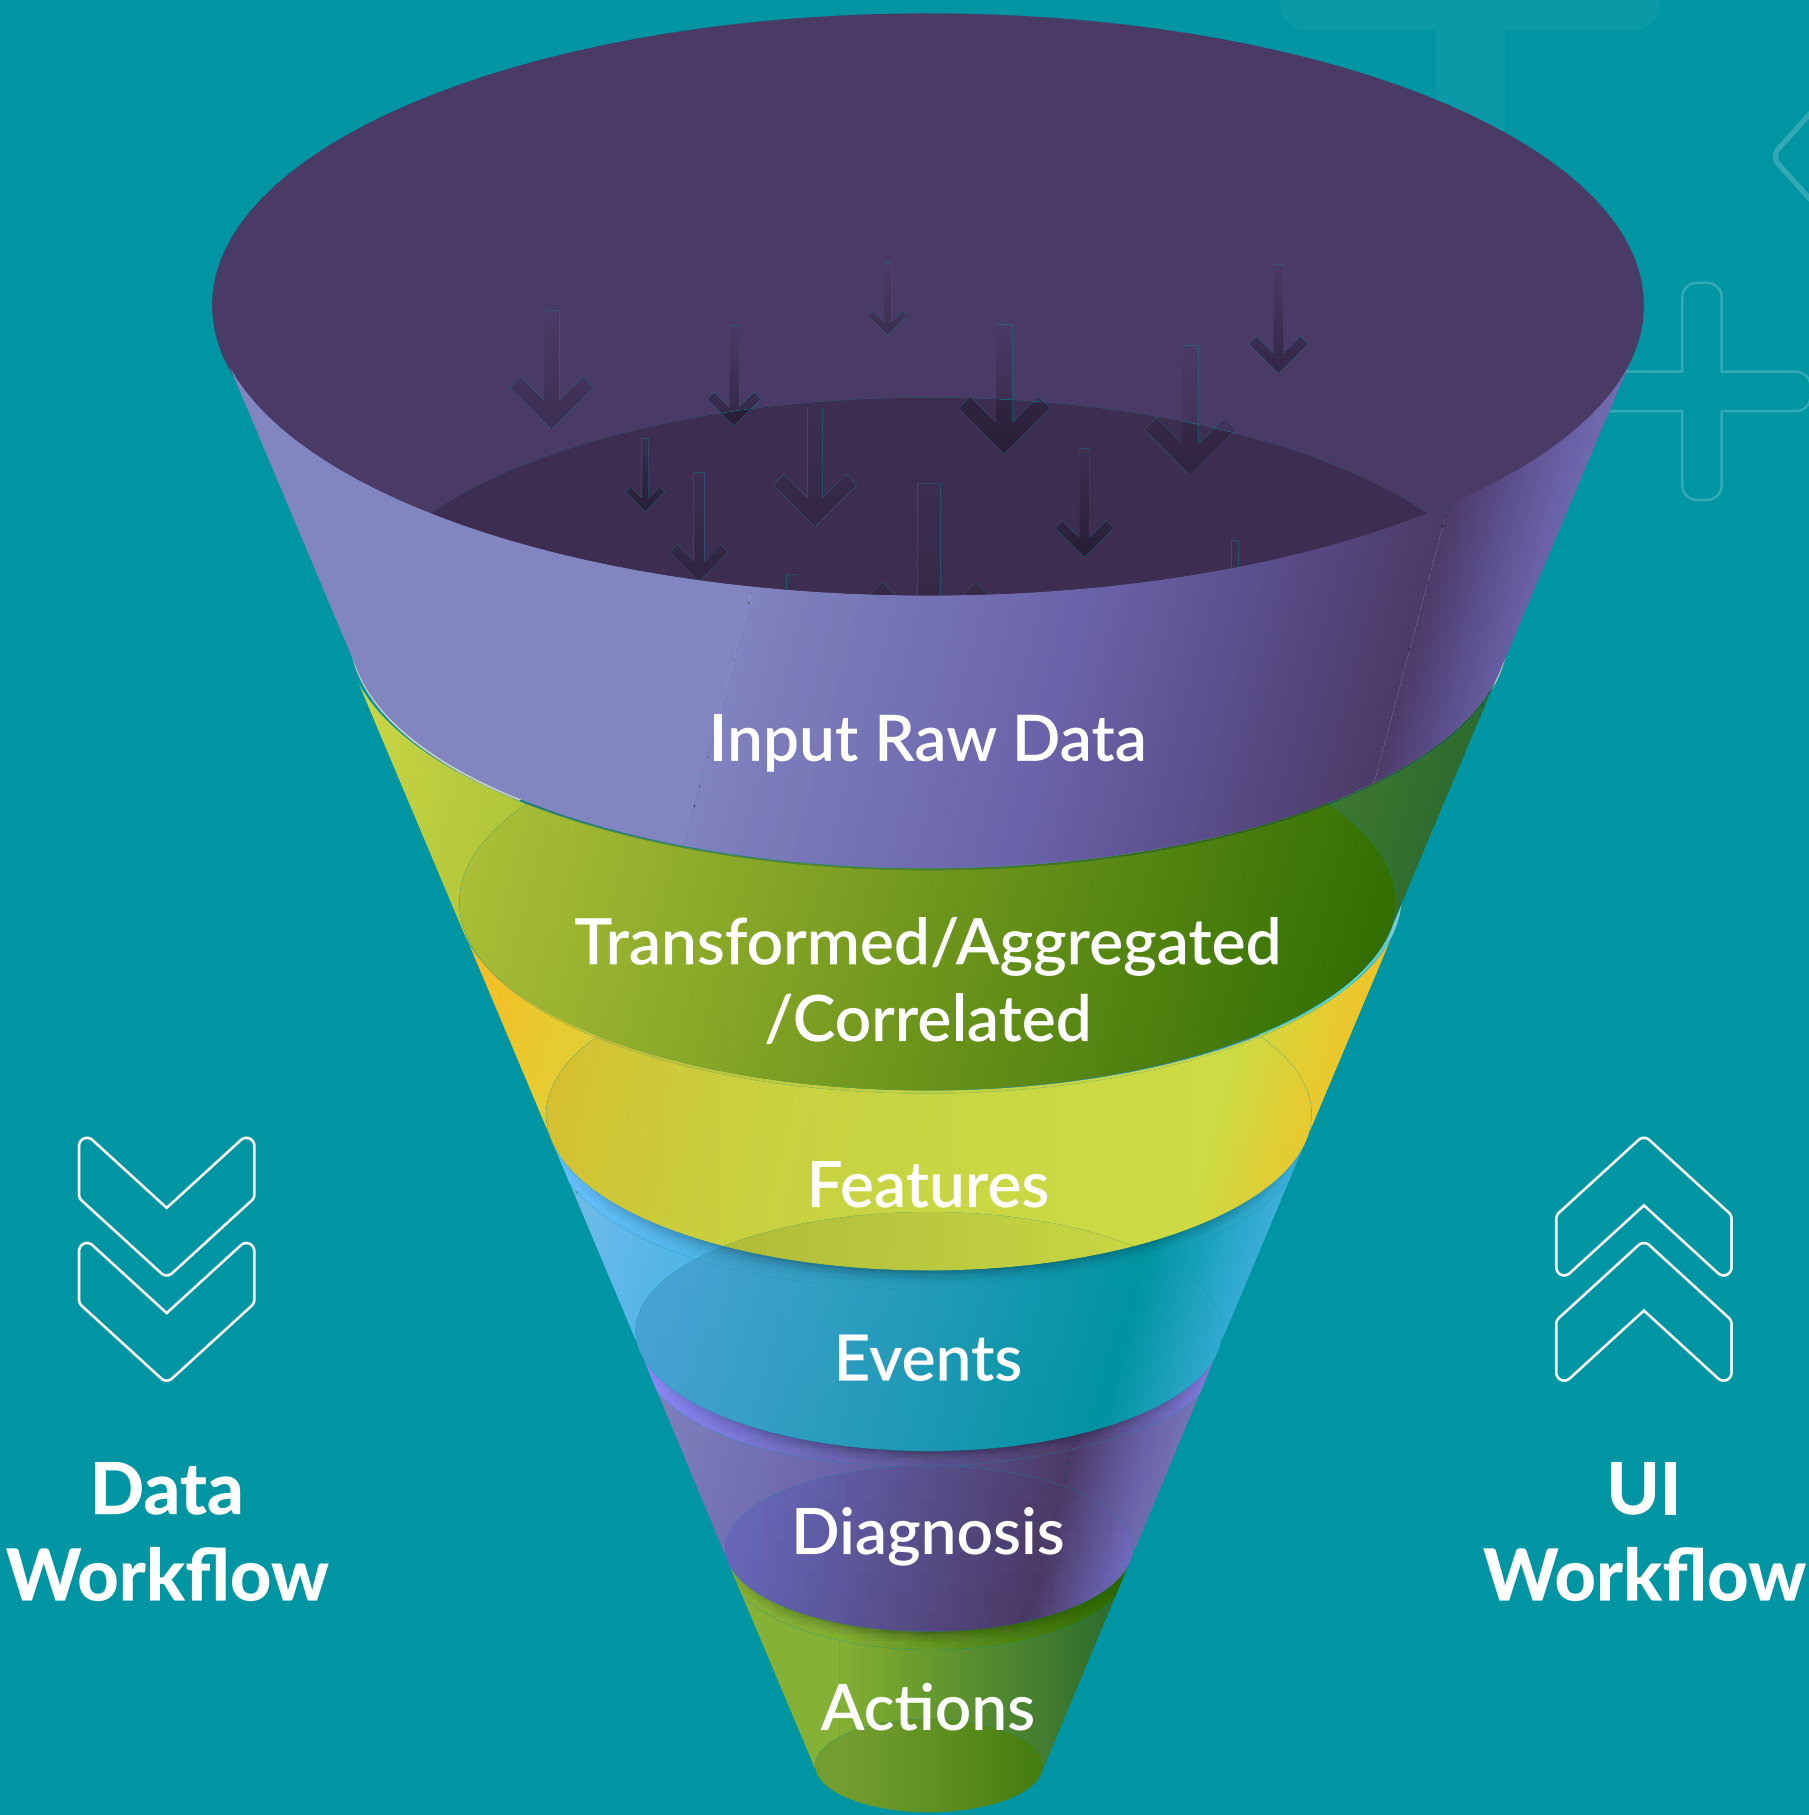 Input Raw Data
Transformed/Aggregated
/Correlated
Features
Events
Diagnosis
Actions
Data
Workflow
UI
Workflow